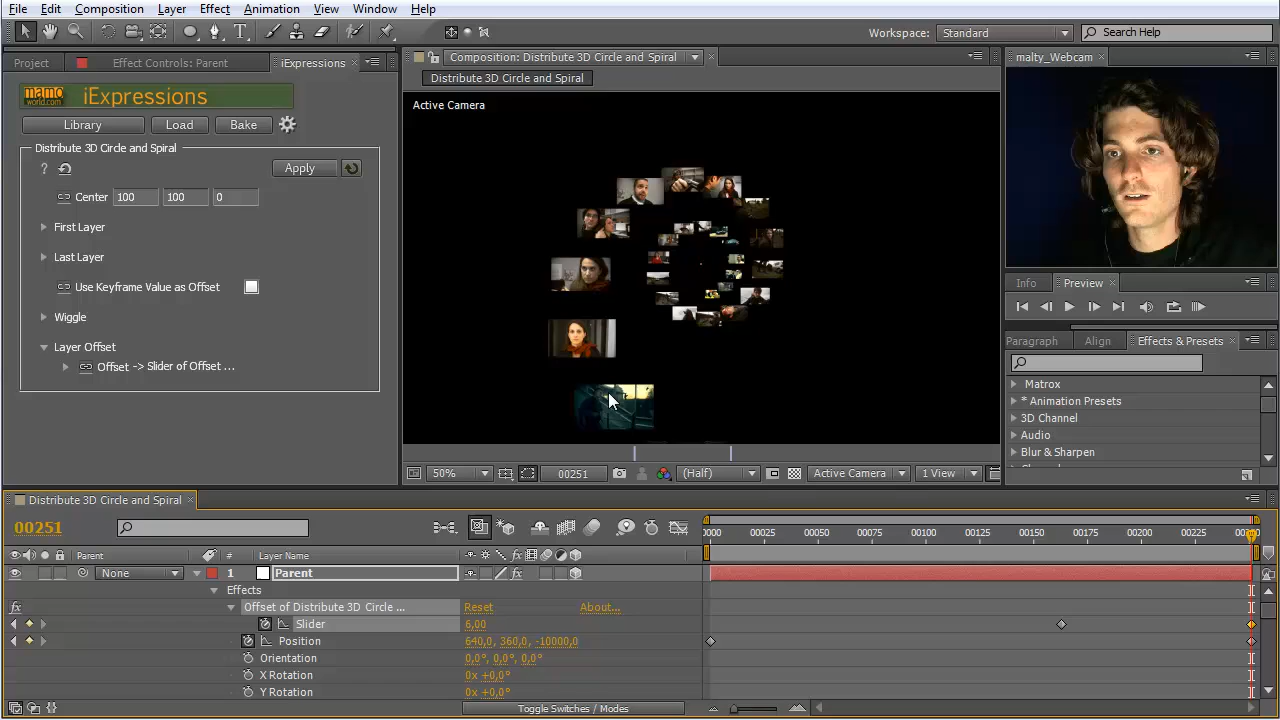 File Edit Composition Layer Effect Animation View Window Help
Workspace: Standard Search Help
Project Effect Controls: Parent iExpressions
Composition: Distribute 3D Circle and Spiral
malty_Webcam
Distribute 3D Circle and Spiral
mamo world.com iExpressions
Active Camera
Library Load Bake
Distribute 3D Circle and Spiral
? Apply
Center 100 100 0
First Layer
Last Layer
Use Keyframe Value as Offset
Wiggle
Layer Offset
Offset -> Slider of Offset ...
Info Preview
Paragraph Align Effects & Presets
Matrox
* Animation Presets
3D Channel
Audio
Blur & Sharpen
50% 00251 (Half) Active Camera 1 View
Distribute 3D Circle and Spiral
00251
0000 00025 00050 00075 00100 00125 00150 00175 00200 00225
Parent # Layer Name
None 1 Parent
Effects
fx Offset of Distribute 3D Circle ... Reset About...
Slider 6,00
Position 640,0, 360,0, -10000,0
Orientation 0,0°, 0,0°, 0,0°
X Rotation 0x +0,0°
Y Rotation 0x +0,0°
Toggle Switches / Modes